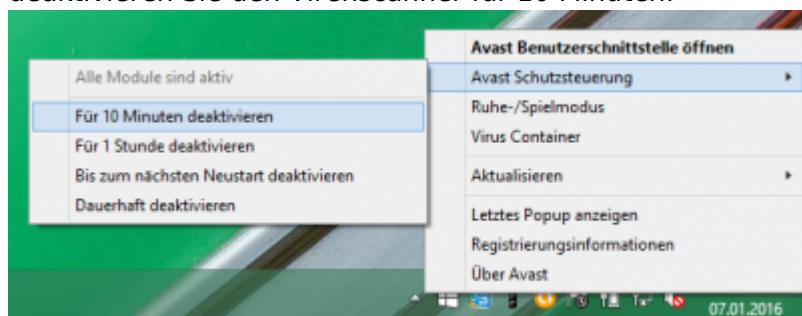 deaktivieren Sie den Virenscanner für 10 Minuten.
Avast Benutzerschnittstelle öffnen
Avast Schutzsteuerung
Ruhe-/Spielmodus
Virus Container
Aktualisieren
Letztes Popup anzeigen
Registrierungsinformationen
Über Avast
Alle Module sind aktiv
Für 10 Minuten deaktivieren
Für 1 Stunde deaktivieren
Bis zum nächsten Neustart deaktivieren
Dauerhaft deaktivieren
07.01.2016